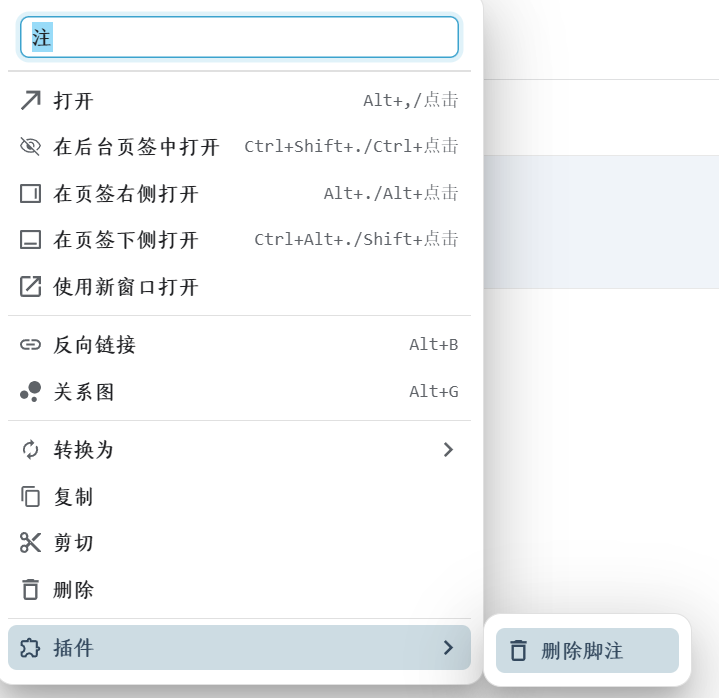 注
打开 Alt+,/点击
在后台页签中打开 Ctrl+Shift+./Ctrl+点击
在页签右侧打开 Alt+./Alt+点击
在页签下侧打开 Ctrl+Alt+./Shift+点击
使用新窗口打开
反向链接 Alt+B
关系图 Alt+G
转换为
复制
剪切
删除
插件
删除脚注